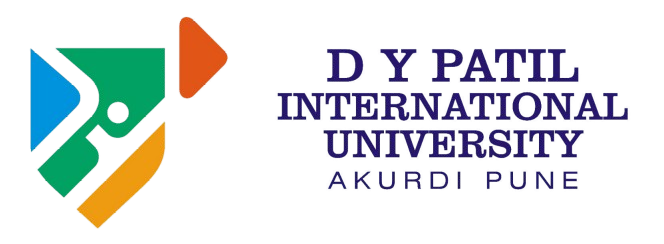 D Y PATIL
INTERNATIONAL
UNIVERSITY
AKURDI PUNE